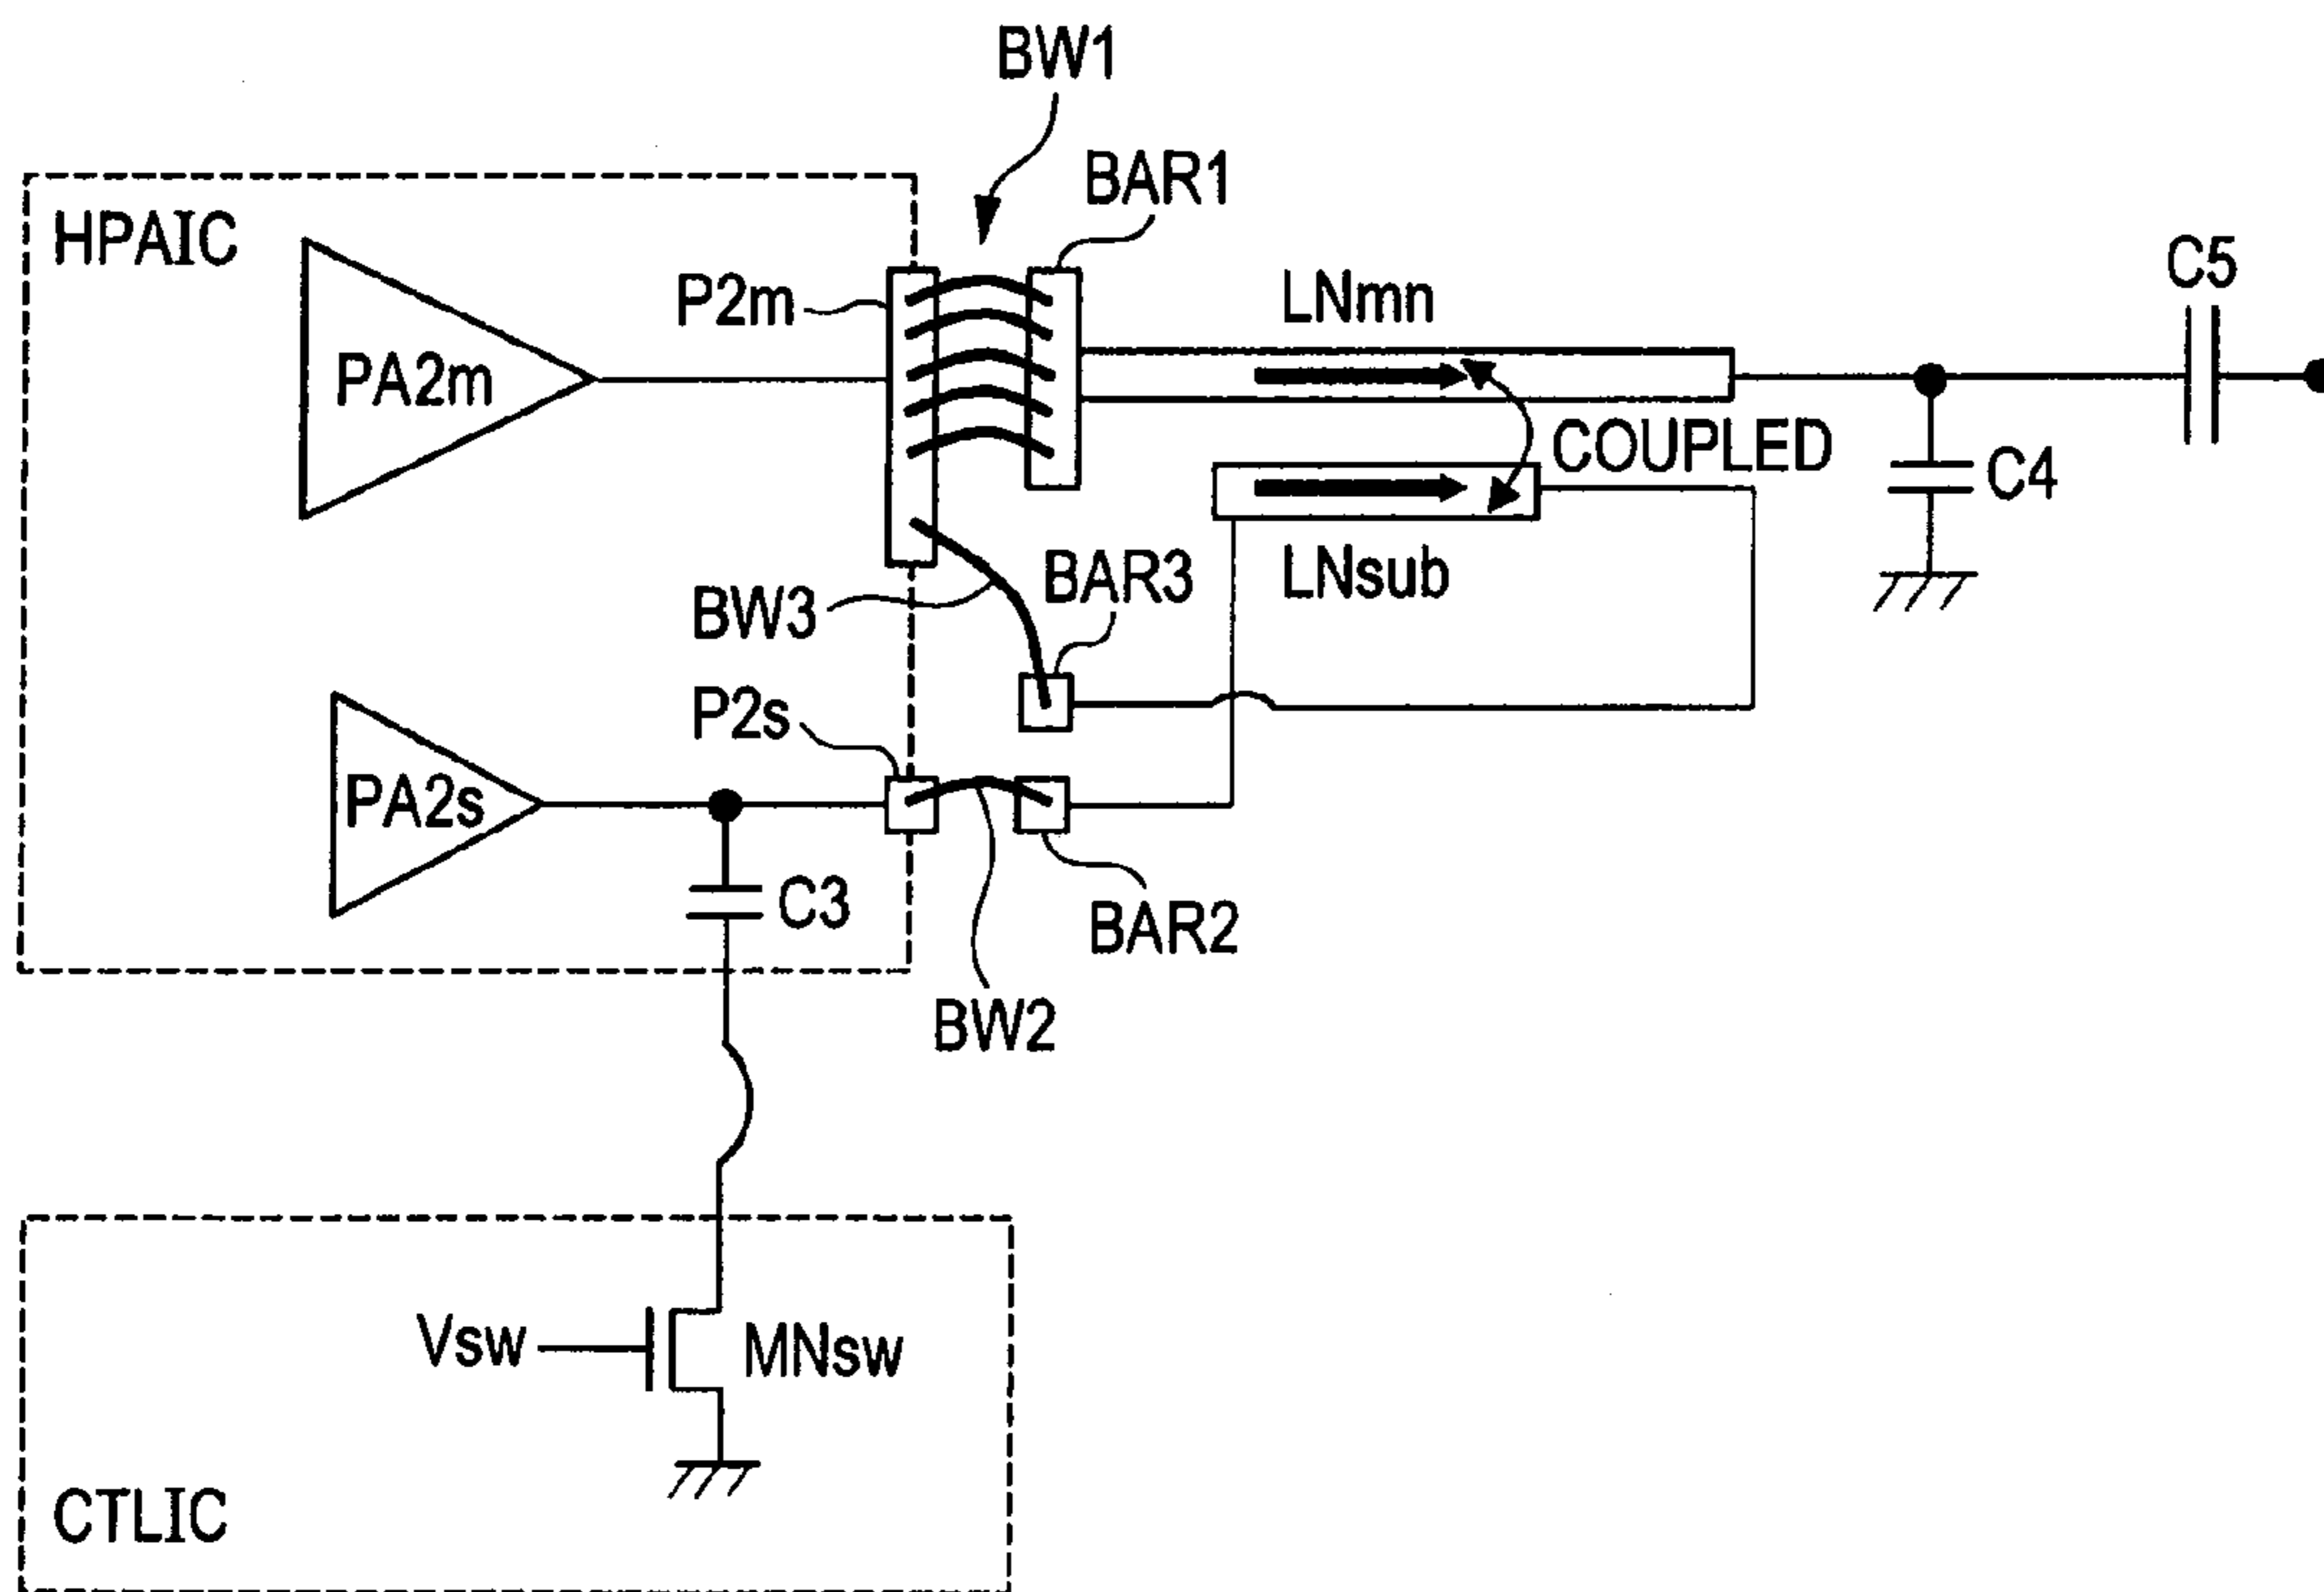 BW1
BAR1
HPAIC
C5
P2m
LNmn
PA2m
COUPLED
C4
BAR3
LNsub
BW3
P2s
PA2s
C3
BAR2
BW2
Vsw
MNsw
CTLIC